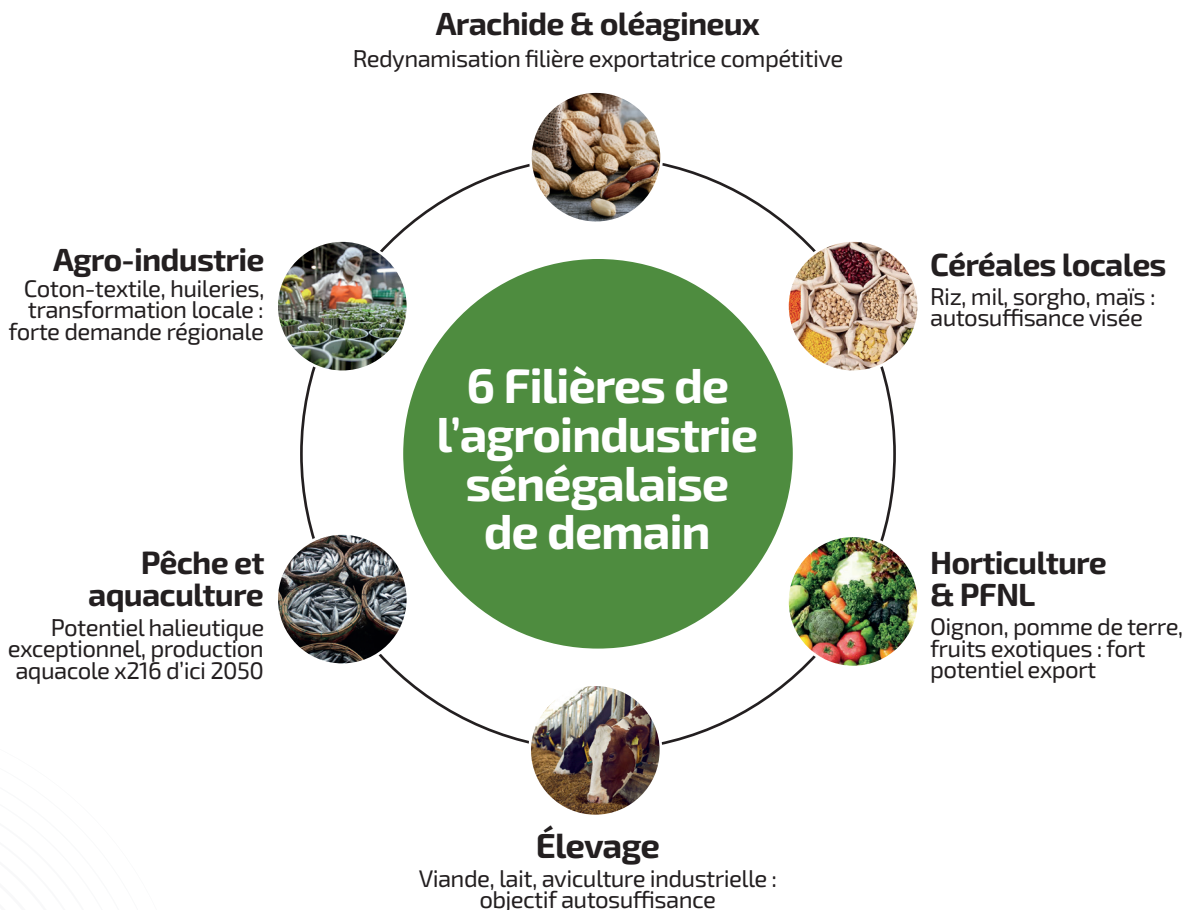 Arachide & oléagineux
Redynamisation filière exportatrice compétitive
Agro-industrie
Coton-textile, huileries,
transformation locale :
forte demande régionale
Céréales locales
Riz, mil, sorgho, maïs :
autosuffisance visée
6 Filières de
l’agroindustrie
sénégalaise
de demain
Pêche et
aquaculture
Potentiel halieutique
exceptionnel, production
aquacole x216 d’ici 2050
Horticulture
& PFNL
Oignon, pomme de terre,
fruits exotiques : fort
potentiel export
Élevage
Viande, lait, aviculture industrielle :
objectif autosuffisance